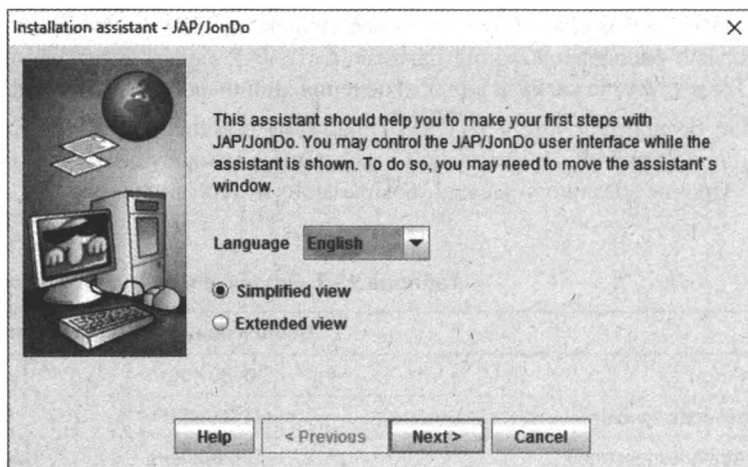 Installation assistant - JAP/JonDo
This assistant should help you to make your first steps with
JAP/JonDo. You may control the JAP/JonDo user interface while the
assistant is shown. To do so, you may need to move the assistant's
window.
Language English
Simplified view
Extended view
Help < Previous Next > Cancel